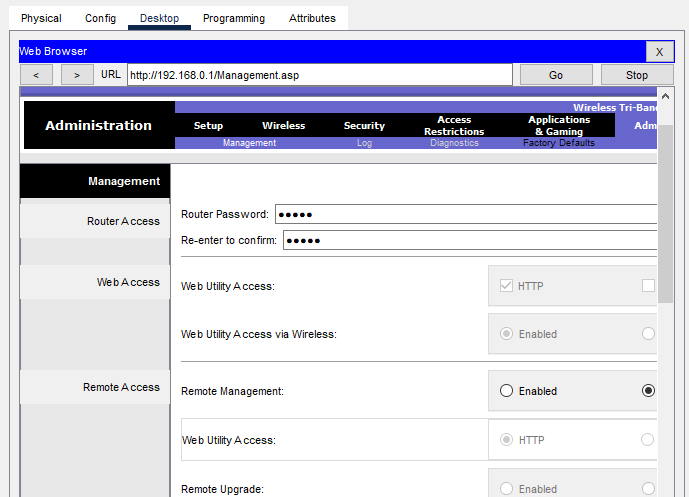 Physical Config Desktop Programming Attributes
Web Browser X
< > URL http://192.168.0.1/Management.asp Go Stop
Wireless Tri-Ban
Administration Setup Wireless Security Access Restrictions Applications & Gaming Adm
Management Log Diagnostics Factory Defaults
Management
Router Access Router Password: •••••
Re-enter to confirm: •••••
Web Access Web Utility Access: HTTP
Web Utility Access via Wireless: Enabled
Remote Access Remote Management: Enabled
Web Utility Access: HTTP
Remote Upgrade: Enabled